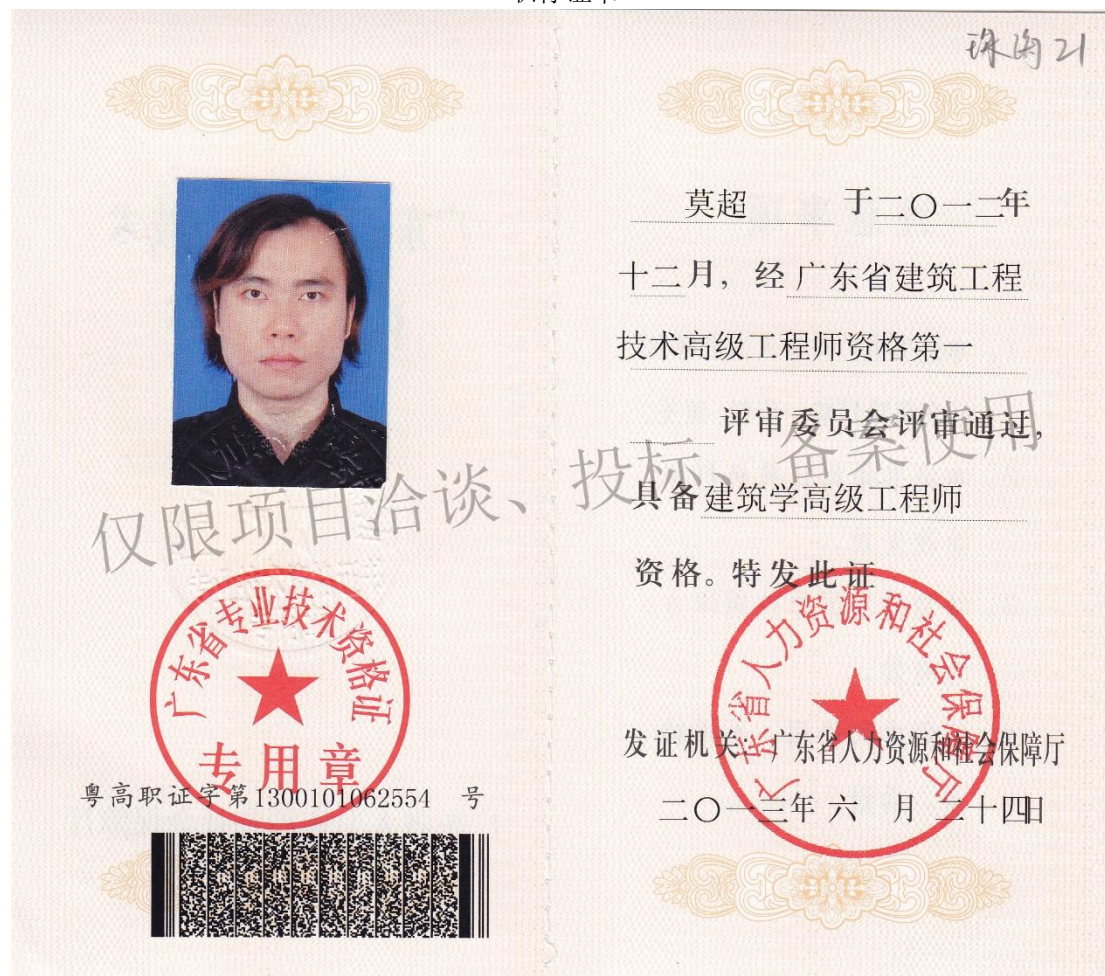 珠海21
莫超 于二〇一二年
十二月，经广东省建筑工程
技术高级工程师资格第一
评审委员会评审通过，
具备建筑学高级工程师
资格。特发此证
发证机关：广东省人力资源和社会保障厅
二〇一三年 六 月 二十四日
广东省人力资源和社会保障厅
广东省专业技术资格证
专用章
粤高职证字第1300101062554 号
仅限项目洽谈、投标、备案使用